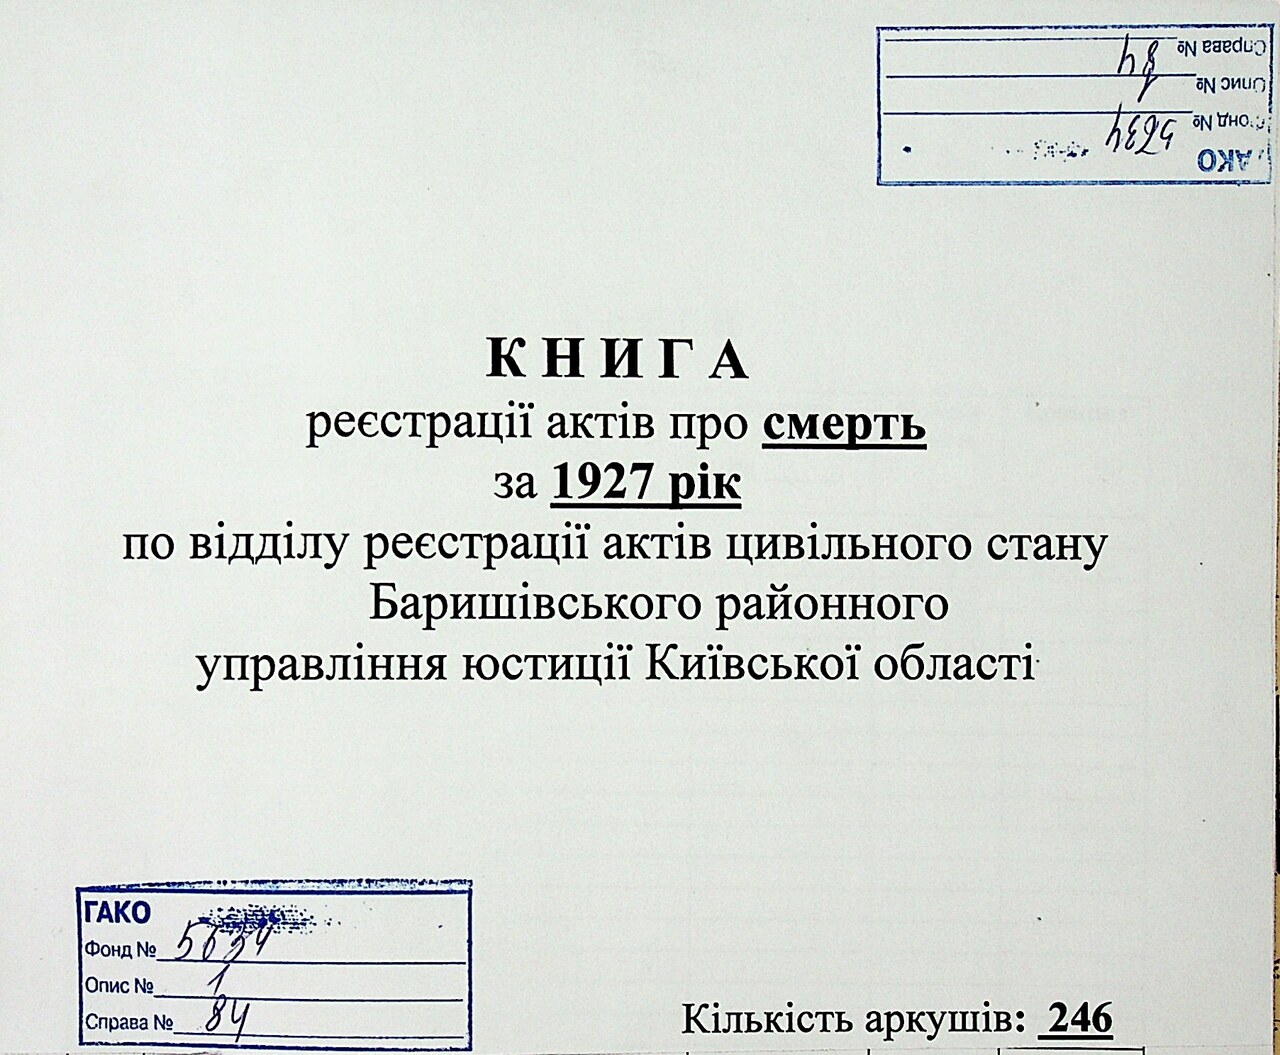 ГАКО
Фонд № 5634
Опис № 1
Справа № 84
К Н И Г А
реєстрації актів про смерть
за 1927 рік
по відділу реєстрації актів цивільного стану
Баришівського районного
управління юстиції Київської області
ГАКО
Фонд № 5634
Опис № 1
Справа № 84
Кількість аркушів: 246